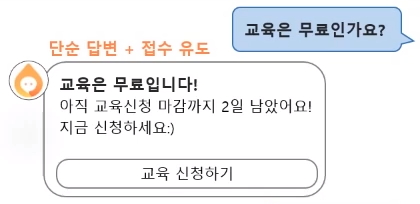 교육은 무료인가요?
단순 답변 + 접수 유도
교육은 무료입니다!
아직 교육신청 마감까지 2일 남았어요!
지금 신청하세요:)
교육 신청하기